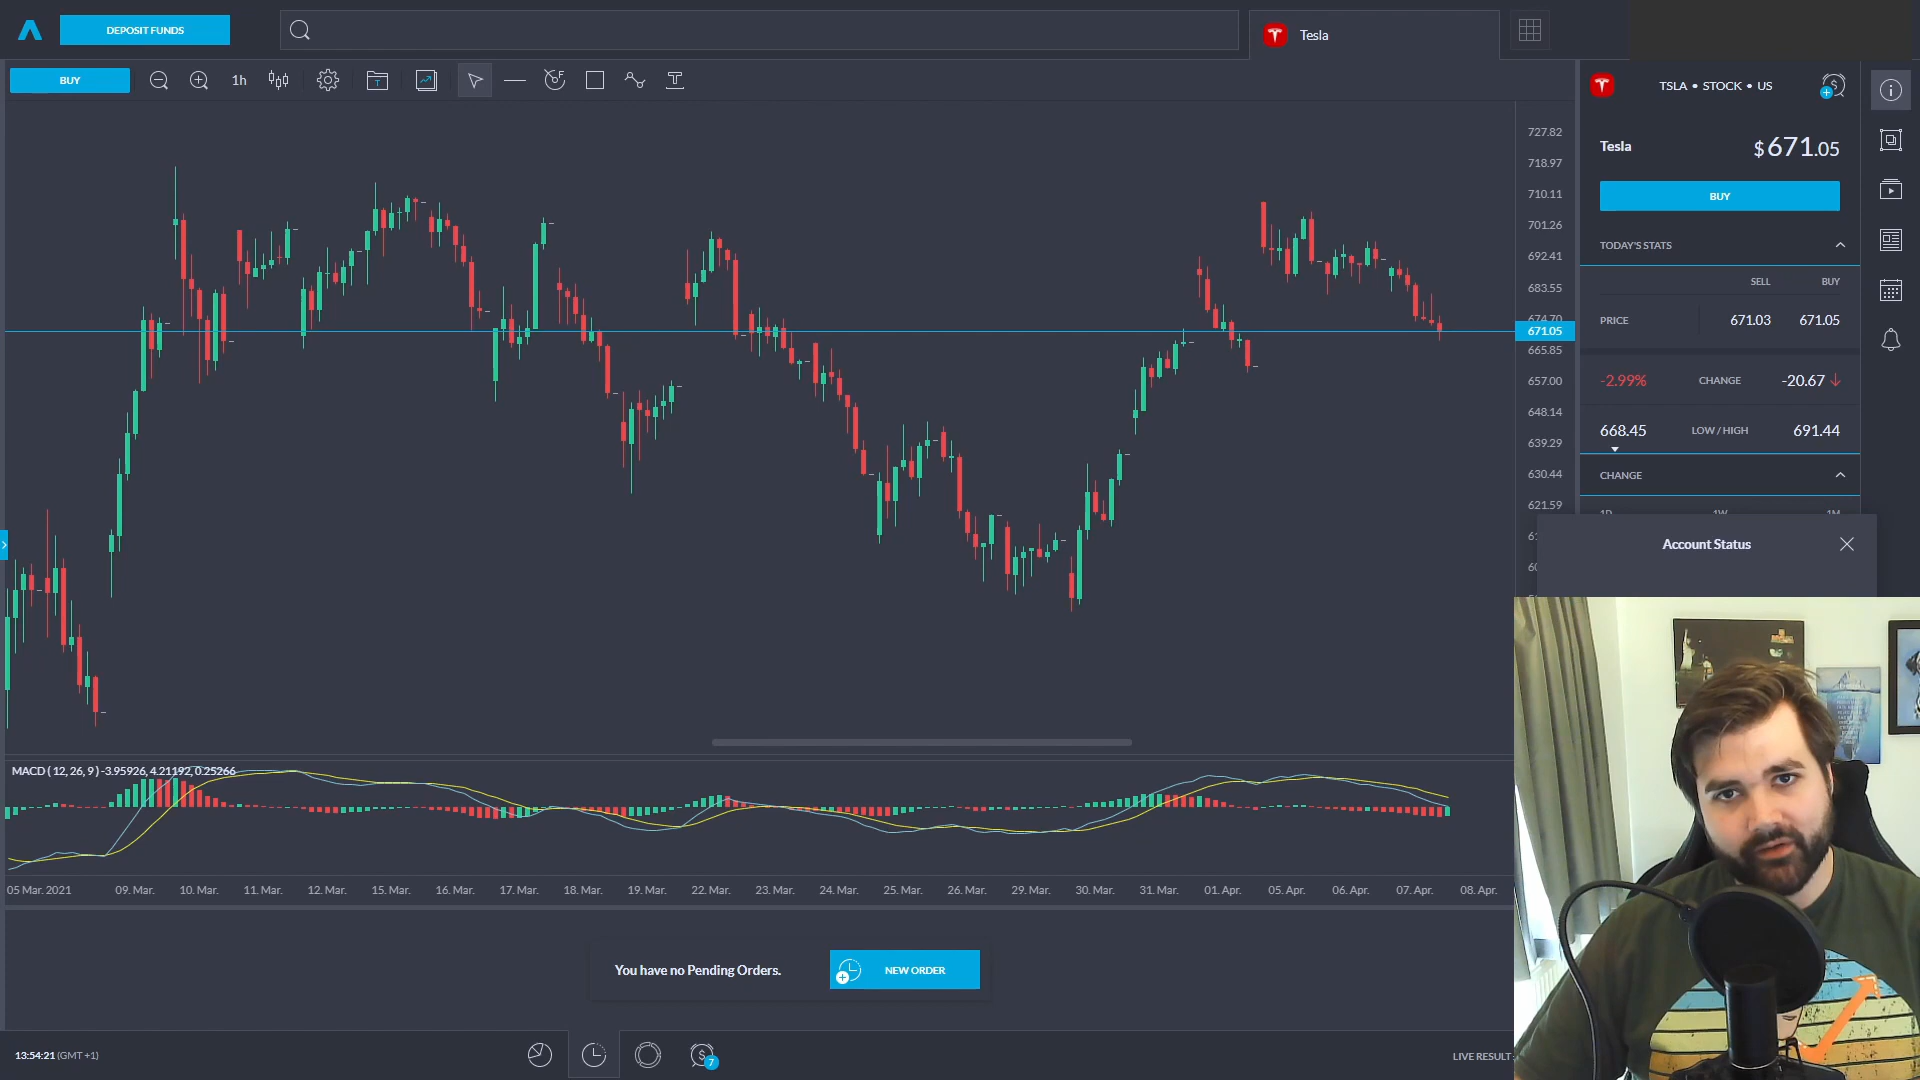 DEPOSIT FUNDS
Tesla
BUY
1h
TSLA • STOCK • US
Tesla
$671.05
BUY
TODAY'S STATS
SELL BUY
PRICE 671.03 671.05
-2.99% CHANGE -20.67
668.45 LOW / HIGH 691.44
CHANGE
1D 1W 1M
Account Status
727.82
718.97
710.11
701.26
692.41
683.55
674.70
671.05
665.85
657.00
648.14
639.29
630.44
621.59
MACD ( 12, 26, 9 ) -3.95926, 4.21192, 0.25266
05 Mar. 2021 09. Mar. 10. Mar. 11. Mar. 12. Mar. 15. Mar. 16. Mar. 17. Mar. 18. Mar. 19. Mar. 22. Mar. 23. Mar. 24. Mar. 25. Mar. 26. Mar. 29. Mar. 30. Mar. 31. Mar. 01. Apr. 05. Apr. 06. Apr. 07. Apr. 08. Apr.
You have no Pending Orders.
NEW ORDER
13:54:21 (GMT +1)
7
LIVE RESULT